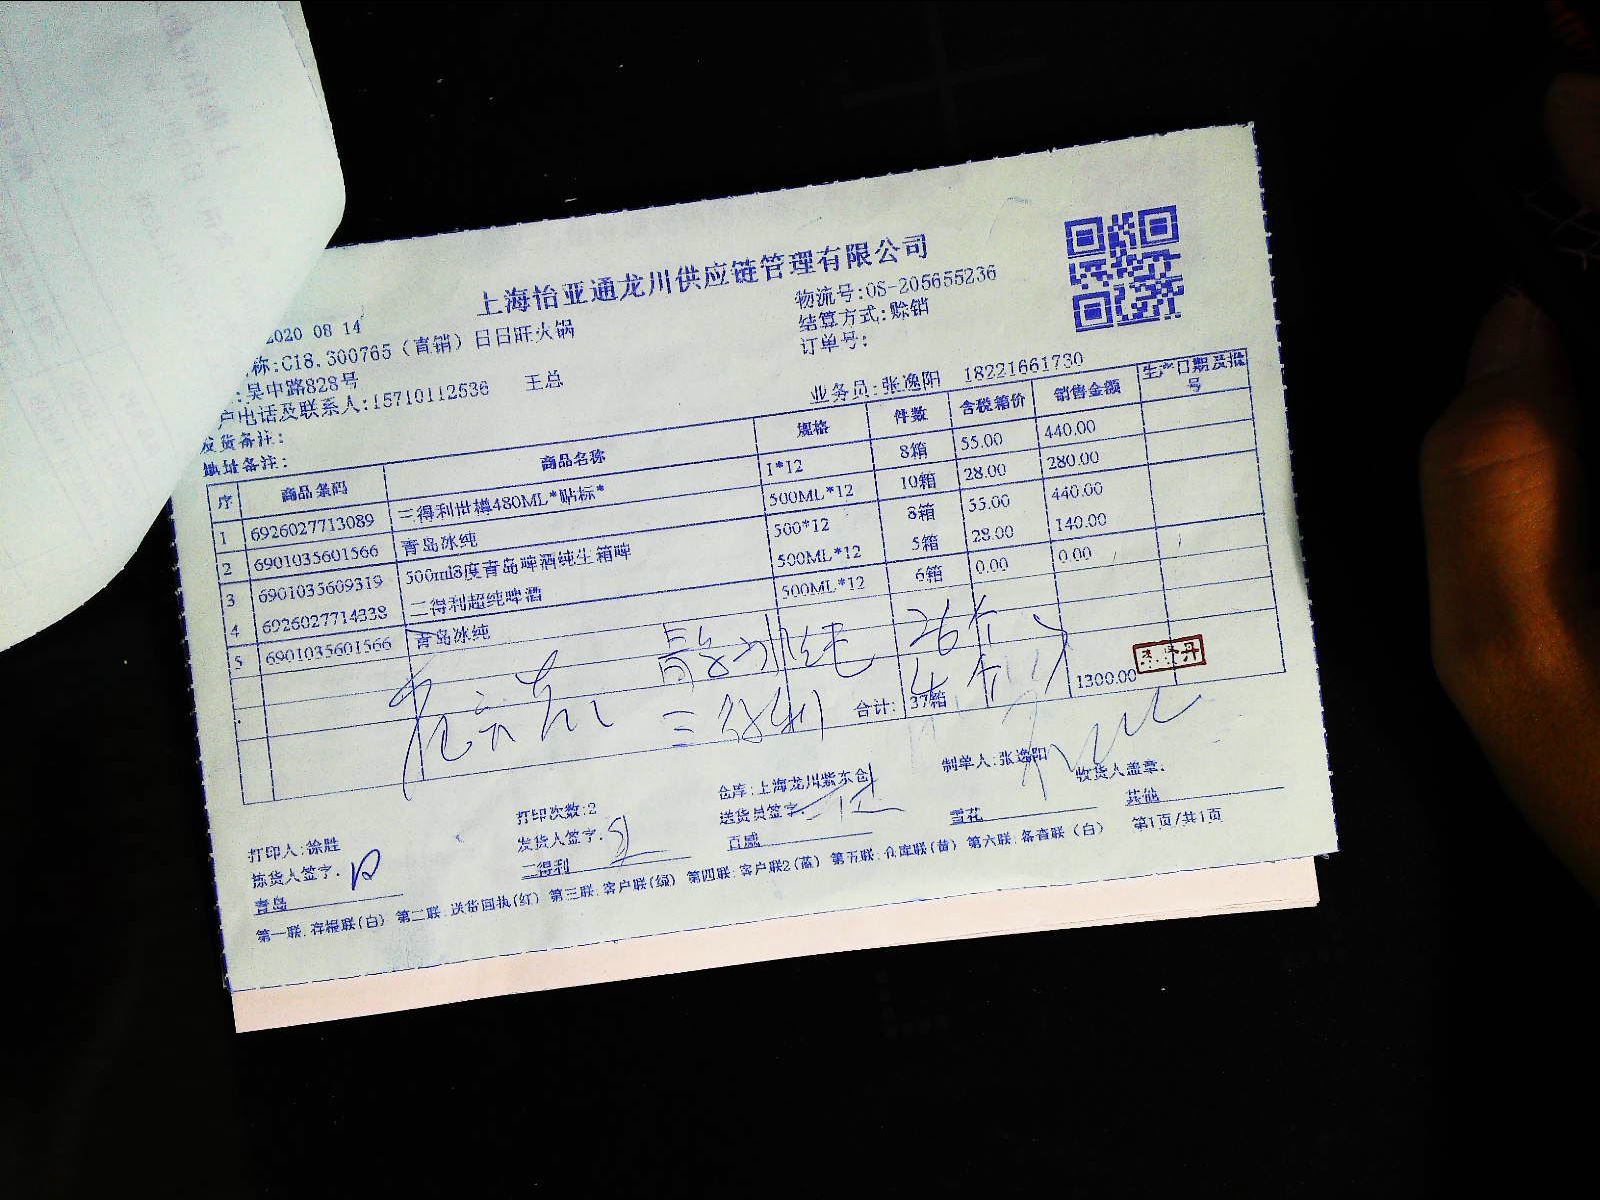 上海怡亚通龙川供应链管理有限公司
物流号:OS-205655236
2020 08 14
结算方式:赊销
称:C18.300765（直销）日日旺火锅
订单号:
:吴中路828号
户电话及联系人:15710112536 王总
业务员:张逸阳 18221661730
发货备注:
地址备注:
序 商品条码 商品名称 规格 件数 含税箱价 销售金额 生产日期及批号
1 6926027713089 三得利世樽480ML*贴标* 1*12 8箱 55.00 440.00
2 6901035601566 青岛冰纯 500ML*12 10箱 28.00 280.00
3 6901035609319 500ml8度青岛啤酒纯生箱啤 500*12 8箱 55.00 440.00
4 6926027714338 三得利超纯啤酒 500ML*12 5箱 28.00 140.00
5 6901035601566 青岛冰纯 500ML*12 6箱 0.00 0.00
三得利
合计: 37箱 1300.00
打印人:徐胜 打印次数:2 仓库:上海龙川紫东仓 制单人:张逸阳 收货人盖章:
拣货人签字: 发货人签字: 送货员签字:
青岛 三得利 百威 雪花 其他
第一联:存根联(白) 第二联:送货回执(红) 第三联:客户联(绿) 第四联:客户联2(蓝) 第五联:仓库联(黄) 第六联:备查联(白) 第1页/共1页